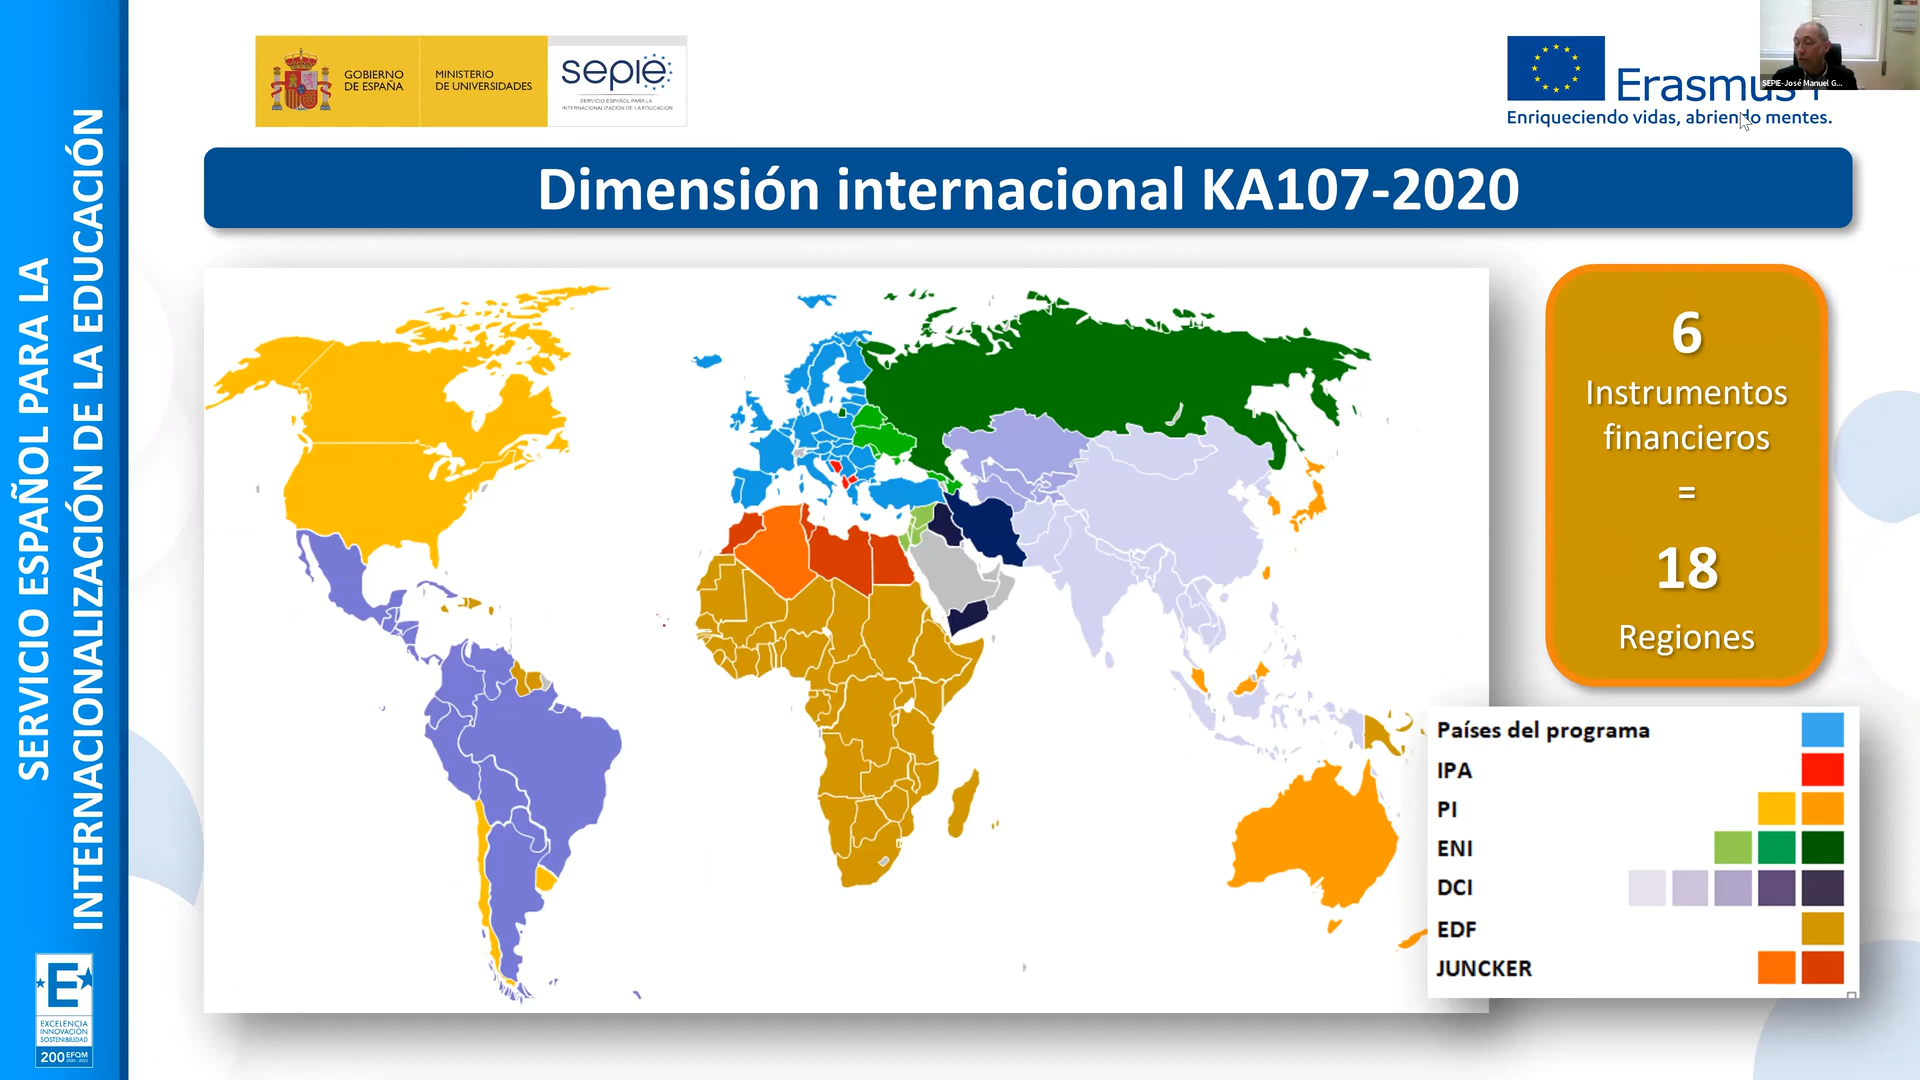 SERVICIO ESPAÑOL PARA LA
INTERNACIONALIZACIÓN DE LA EDUCACIÓN
GOBIERNO
DE ESPAÑA
MINISTERIO
DE UNIVERSIDADES
sepie
SERVICIO ESPAÑOL PARA LA
INTERNACIONALIZACIÓN DE LA EDUCACIÓN
Erasmus+
Enriqueciendo vidas, abriendo mentes.
SEPIE-José Manuel G...
Dimensión internacional KA107-2020
6
Instrumentos
financieros
=
18
Regiones
Países del programa
IPA
PI
ENI
DCI
EDF
JUNCKER
E
EXCELENCIA
INNOVACIÓN
SOSTENIBILIDAD
200 EFQM